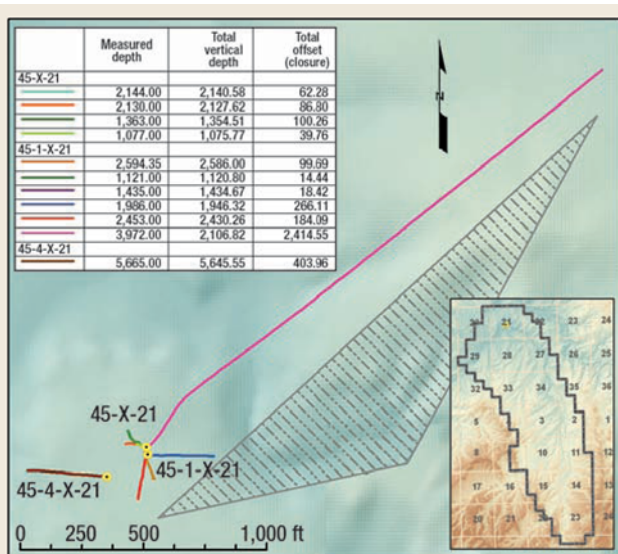 Measured depth Total vertical depth Total offset (closure)
45-X-21
2,144.00 2,140.58 62.28
2,130.00 2,127.62 86.80
1,363.00 1,354.51 100.26
1,077.00 1,075.77 39.76
45-1-X-21
2,594.35 2,586.00 99.69
1,121.00 1,120.80 14.44
1,435.00 1,434.67 18.42
1,986.00 1,946.32 266.11
2,453.00 2,430.26 184.09
3,972.00 2,106.82 2,414.55
45-4-X-21
5,665.00 5,645.55 403.96
N
45-X-21
45-1-X-21
45-4-X-21
0 250 500 1,000 ft
21 23 24
29 28 27 26 25
32 33 34 35 36
5 4 3 2 1
8 10 11 12
17 16 15 14 13
20 21 22 23 24